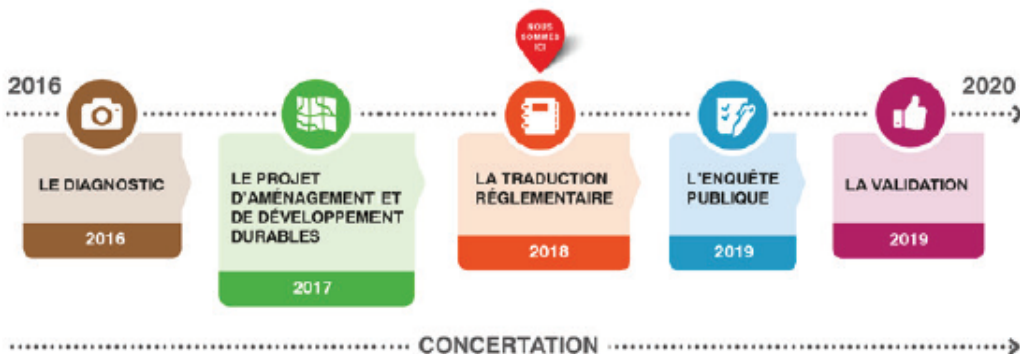 NOUS
SOMMES
ICI
2016
2020
LE DIAGNOSTIC
2016
LE PROJET
D'AMÉNAGEMENT ET
DE DÉVELOPPEMENT
DURABLES
2017
LA TRADUCTION
RÉGLEMENTAIRE
2018
L'ENQUÊTE
PUBLIQUE
2019
LA VALIDATION
2019
CONCERTATION